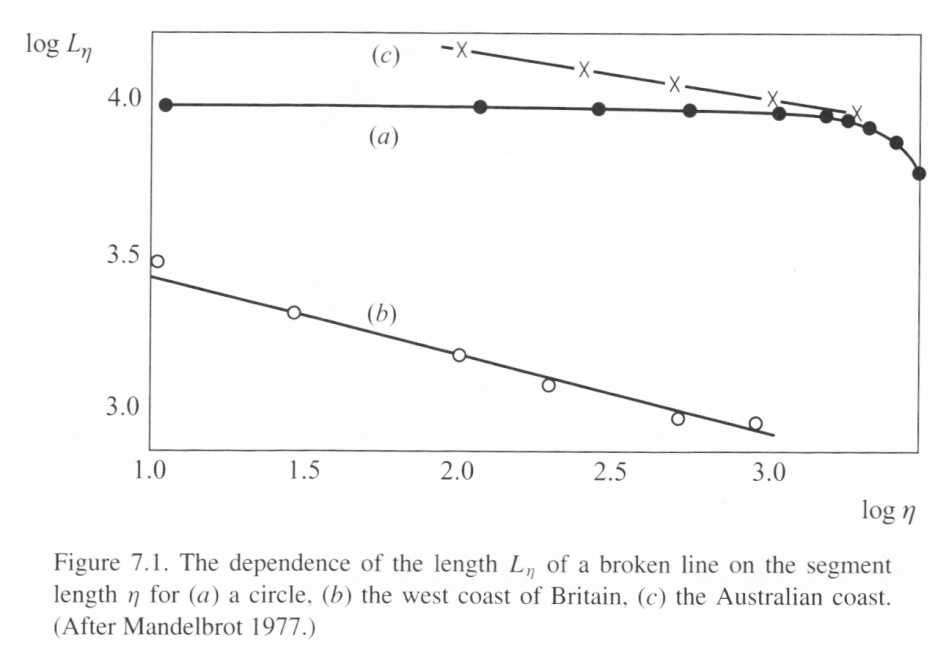 log Lη
(c)
4.0
(a)
3.5
(b)
3.0
1.0 1.5 2.0 2.5 3.0
log η
Figure 7.1. The dependence of the length Lη of a broken line on the segment
length η for (a) a circle, (b) the west coast of Britain, (c) the Australian coast.
(After Mandelbrot 1977.)